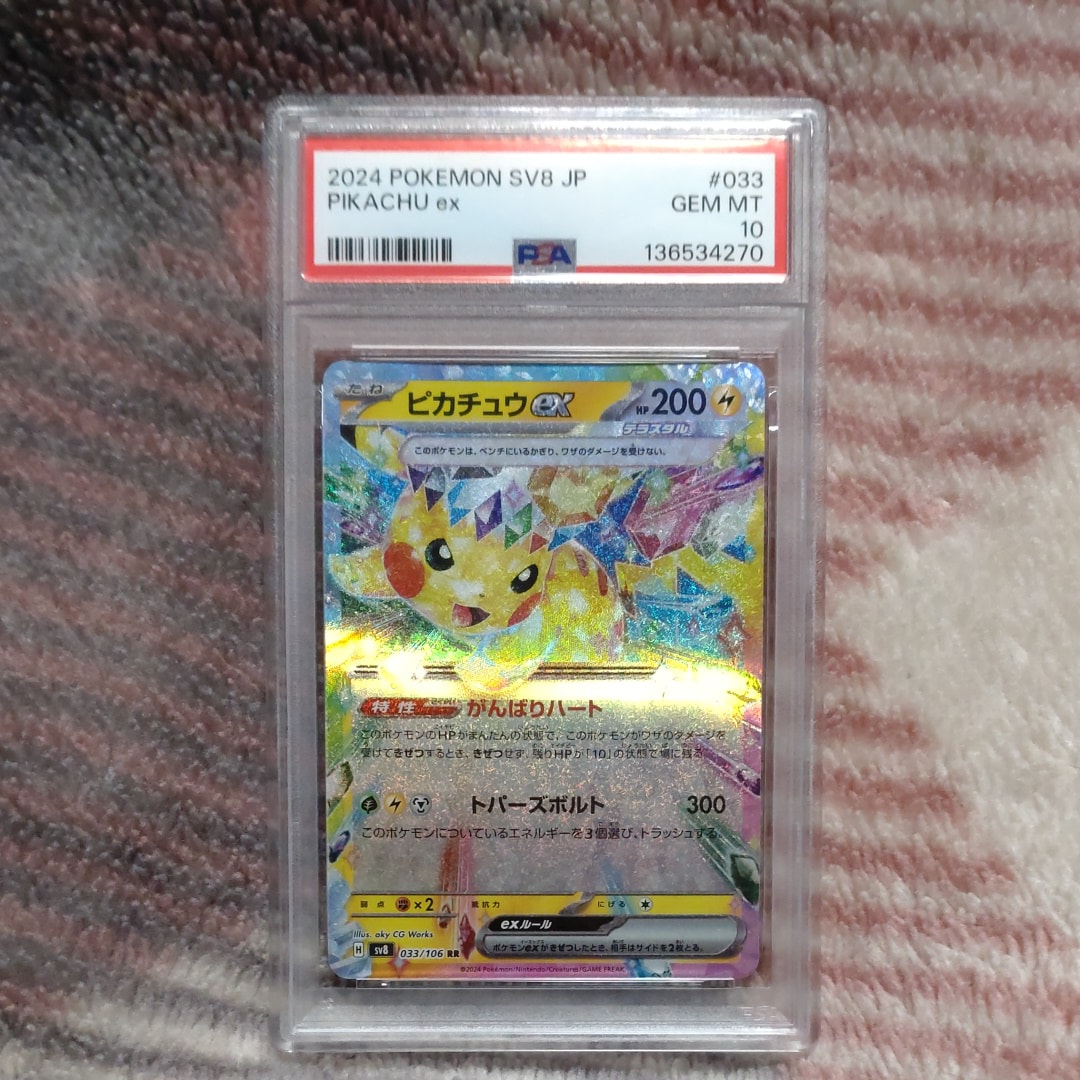 2024 POKEMON SV8 JP #033
PIKACHU ex GEM MT
10
PSA 136534270
たね ピカチュウex HP200
テラスタル
このポケモンは、ベンチにいるかぎり、ワザのダメージを受けない。
特性 がんばりハート
このポケモンのHPがまんたんの状態で、このポケモンがワザのダメージを
受けてきぜつするとき、きぜつせず、残りHPが「10」の状態で場に残る。
トパーズボルト 300
このポケモンについているエネルギーを3個選び、トラッシュする。
弱点 ×2 抵抗力 にげる
exルール
ポケモンexがきぜつしたとき、相手はサイドを2枚とる。
Illus. aky CG Works
H sv8 033/106 RR
©2024 Pokémon/Nintendo/Creatures/GAME FREAK